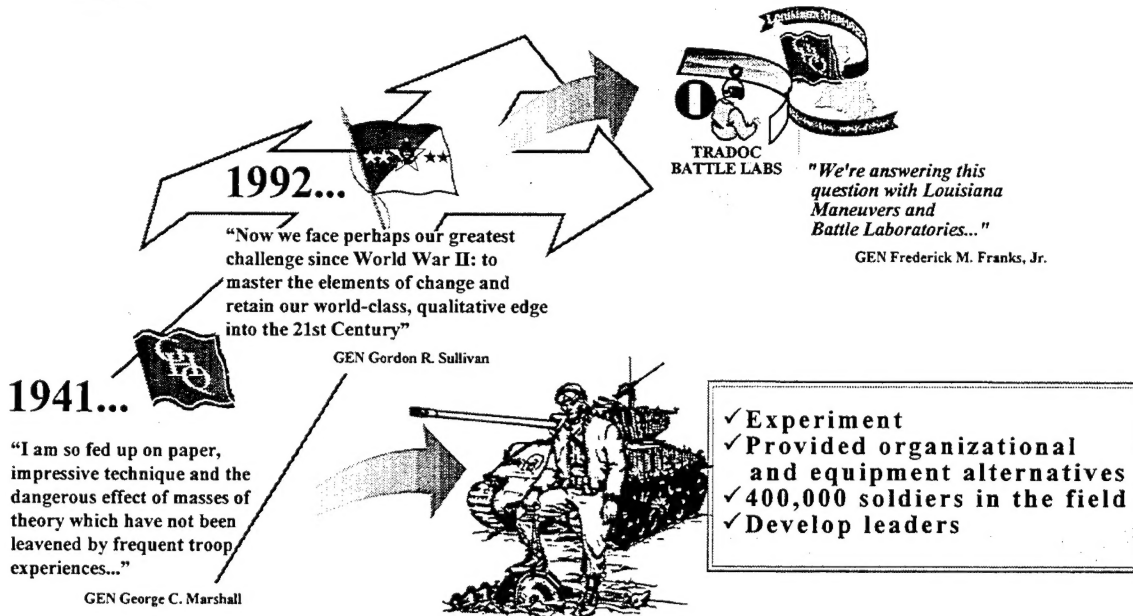 Louisiana Maneuvers
GHQ
TRADOC
BATTLE LABS
"We're answering this
question with Louisiana
Maneuvers and
Battle Laboratories..."
GEN Frederick M. Franks, Jr.
1992...
“Now we face perhaps our greatest
challenge since World War II: to
master the elements of change and
retain our world-class, qualitative edge
into the 21st Century”
GEN Gordon R. Sullivan
GHQ
1941...
“I am so fed up on paper,
impressive technique and the
dangerous effect of masses of
theory which have not been
leavened by frequent troop
experiences...”
GEN George C. Marshall
✓Experiment
✓Provided organizational
and equipment alternatives
✓400,000 soldiers in the field
✓Develop leaders